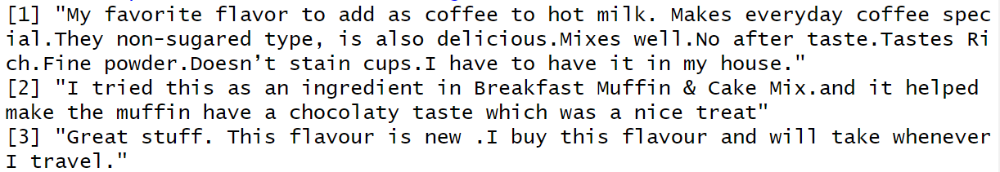 [1] "My favorite flavor to add as coffee to hot milk. Makes everyday coffee spec
ial.They non-sugared type, is also delicious.Mixes well.No after taste.Tastes Ri
ch.Fine powder.Doesn’t stain cups.I have to have it in my house."
[2] "I tried this as an ingredient in Breakfast Muffin & Cake Mix.and it helped
make the muffin have a chocolaty taste which was a nice treat"
[3] "Great stuff. This flavour is new .I buy this flavour and will take whenever
I travel."